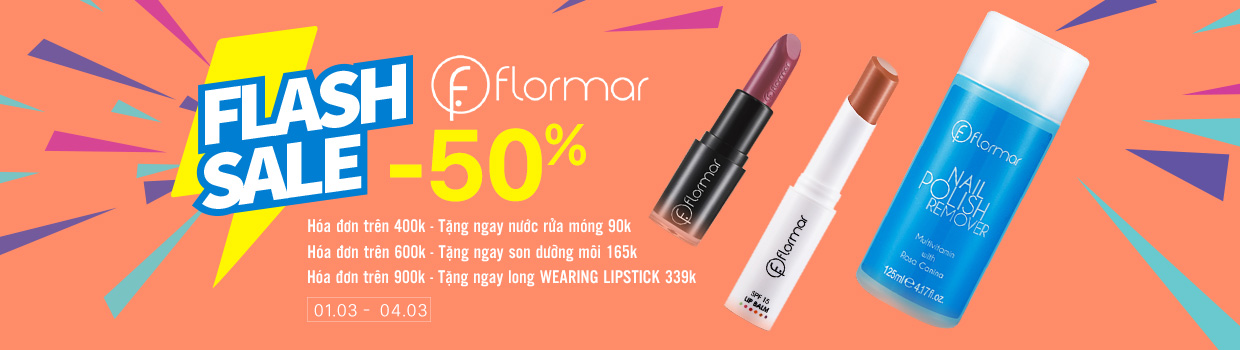 FLASH
SALE
flormar
-50%
Hóa đơn trên 400k - Tặng ngay nước rửa móng 90k
Hóa đơn trên 600k - Tặng ngay son dưỡng môi 165k
Hóa đơn trên 900k - Tặng ngay long WEARING LIPSTICK 339k
01.03 - 04.03
flormar
flormar
SPF 15
LIP BALM
flormar
NAIL
POLISH
REMOVER
Multivitamin
with
Rosa Canina
125ml e 4.17fl.oz.